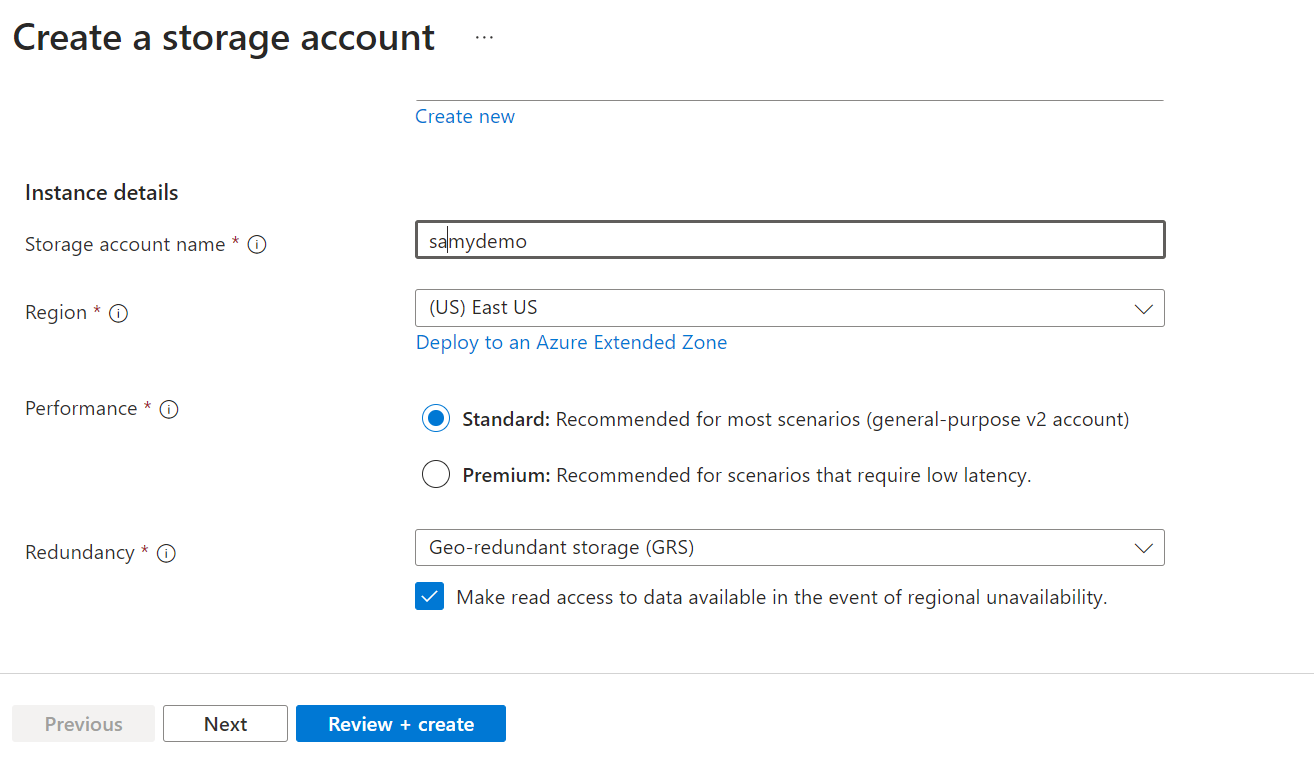 Create a storage account ...
Create new
Instance details
Storage account name *
samydemo
Region *
(US) East US
Deploy to an Azure Extended Zone
Performance *
Standard: Recommended for most scenarios (general-purpose v2 account)
Premium: Recommended for scenarios that require low latency.
Redundancy *
Geo-redundant storage (GRS)
Make read access to data available in the event of regional unavailability.
Previous
Next
Review + create